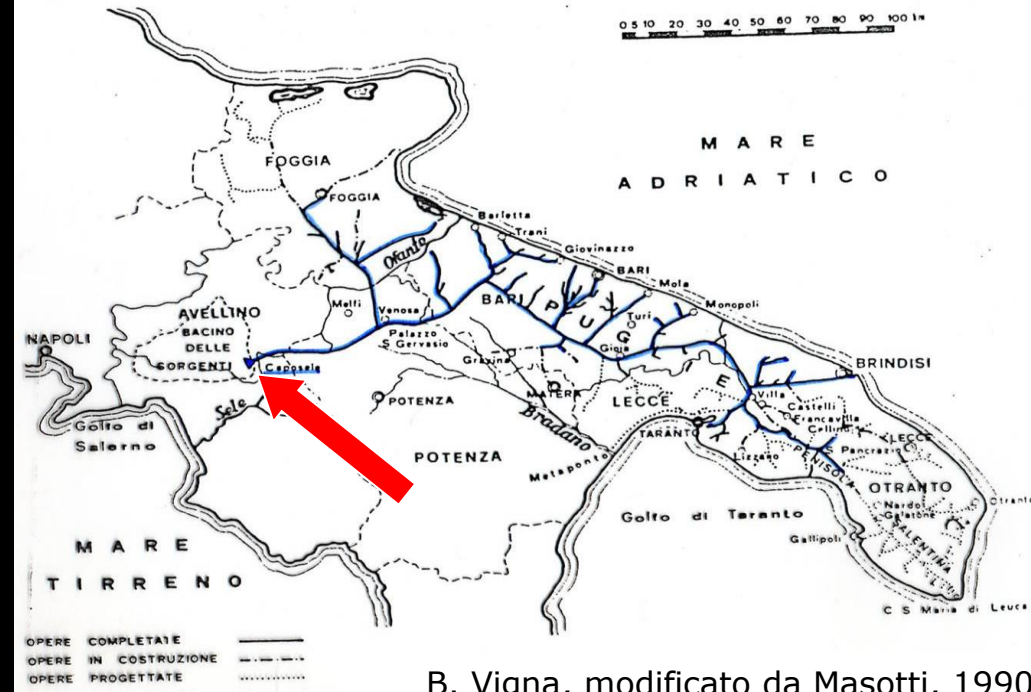 0 5 10 20 30 40 50 60 70 80 90 100 km
MARE
ADRIATICO
FOGGIA
FOGGIA
Barletta
Trani
Giovinazzo
Ofanto
BARI
Mola
BARI
Monopoli
Turi
Melfi
Venosa
AVELLINO
BACINO
DELLE
SORGENTI
NAPOLI
Palazzo
S Gervasio
PUGLIE
Gravina
Gioia
BRINDISI
Caposele
MATERA
LECCE
Villa
Castelli
Francavilla
Cellino
POTENZA
Sele
Bradano
TARANTO
LECCE
S Pancrazio
Golfo di
Salerno
Lizzano
POTENZA
Metaponto
PENISOLA
OTRANTO
Nardo
Galatone
Otranto
Golfo di Taranto
SALENTINA
Gallipoli
MARE
TIRRENO
C S Maria di Leuca
OPERE COMPLETATE
OPERE IN COSTRUZIONE
OPERE PROGETTATE
B. Vigna, modificato da Masotti, 1990